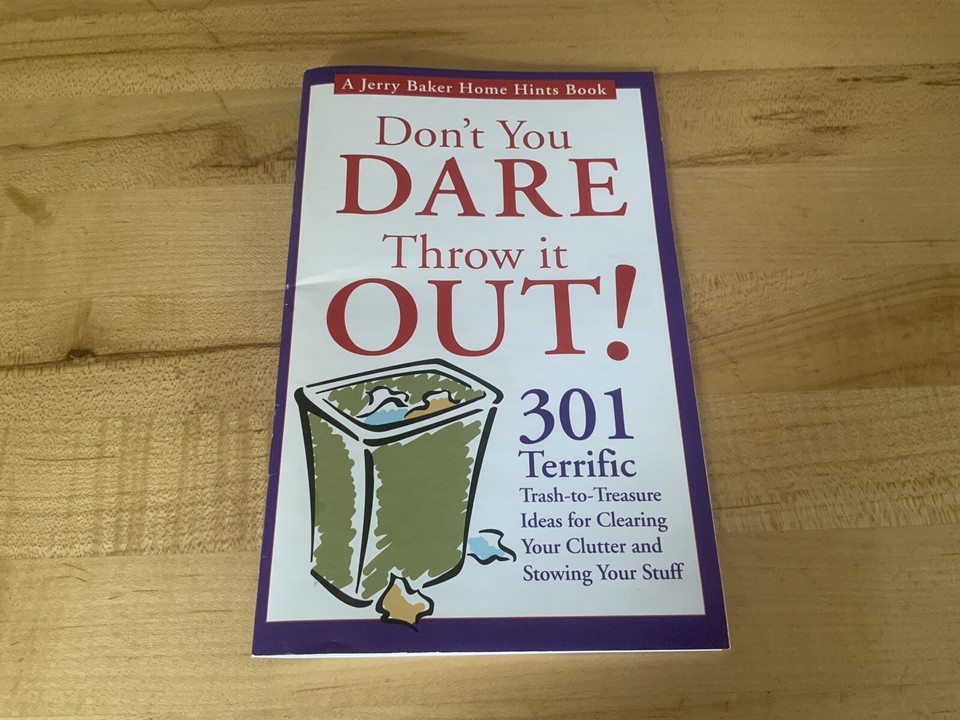 A Jerry Baker Home Hints Book
Don't You
DARE
Throw it
OUT!
301
Terrific
Trash-to-Treasure
Ideas for Clearing
Your Clutter and
Stowing Your Stuff